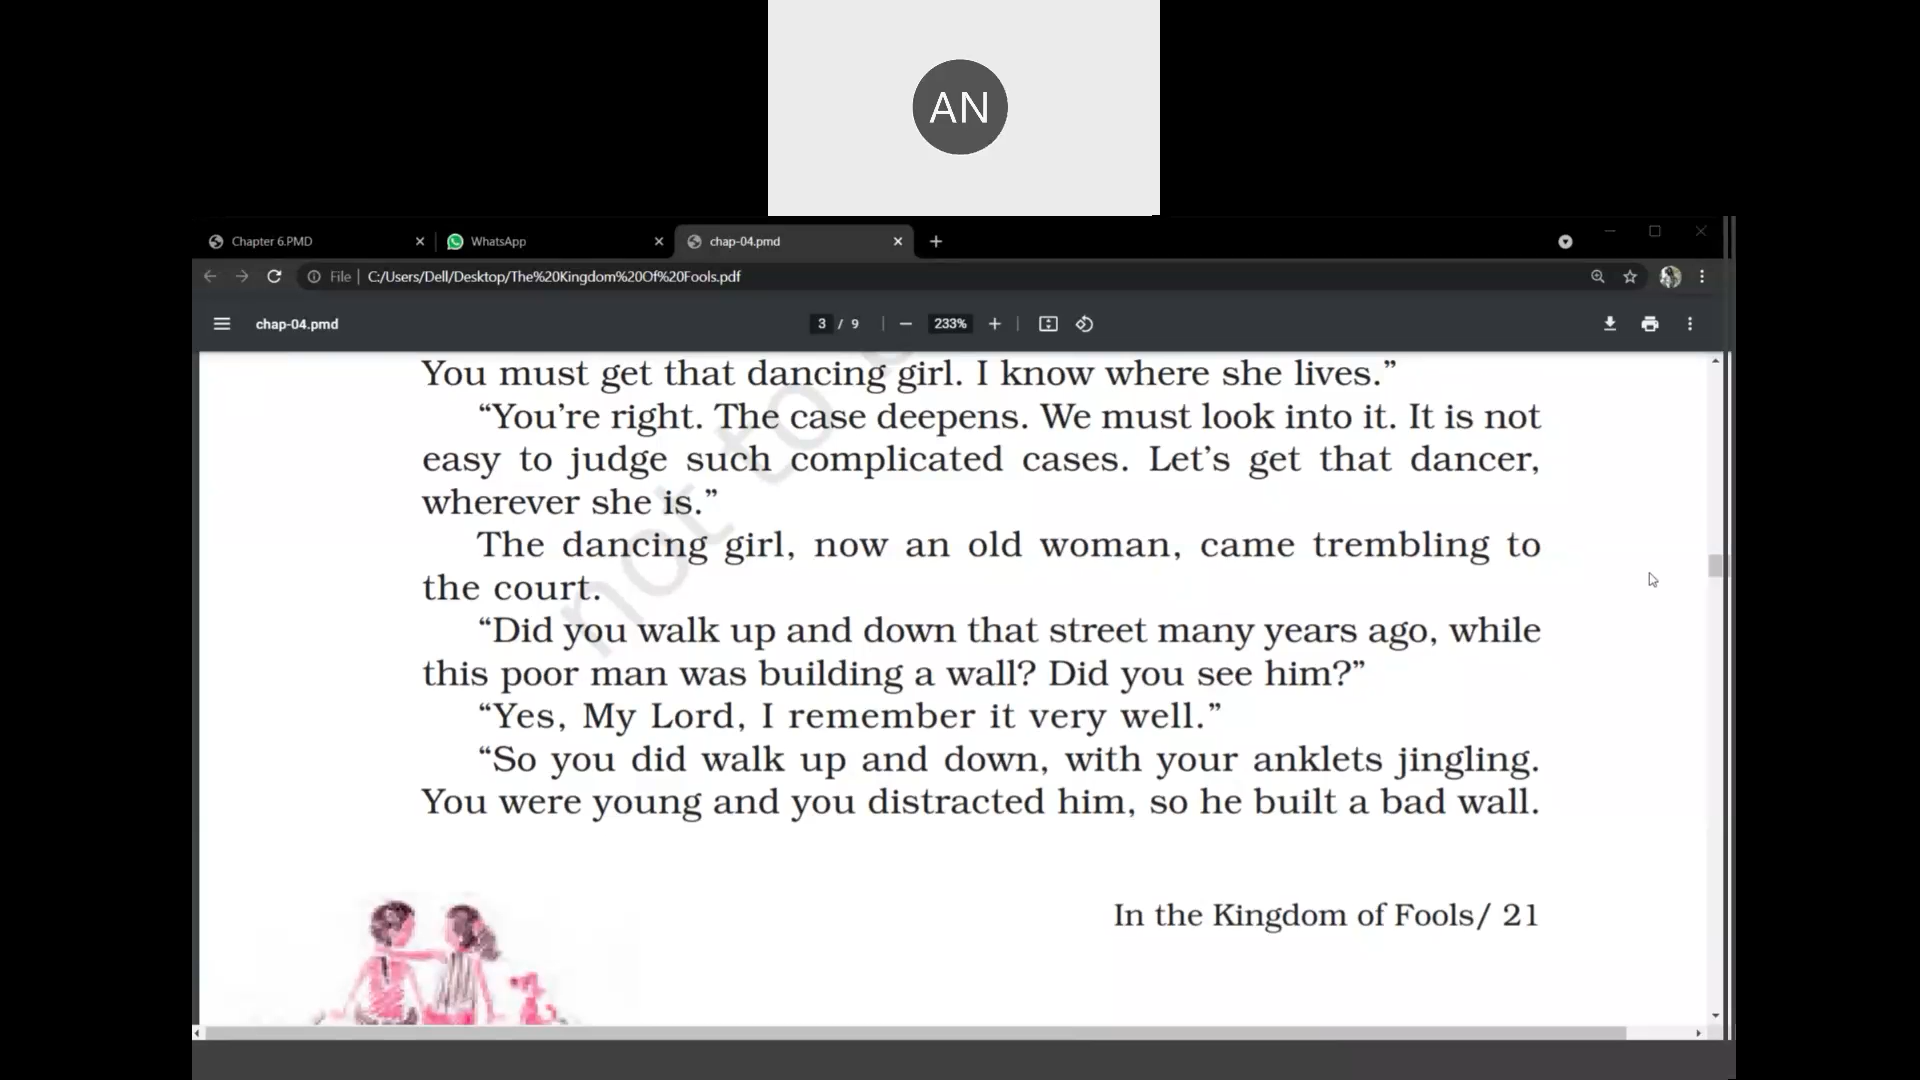 AN
Chapter 6.PMD
WhatsApp
chap-04.pmd
File | C:/Users/Dell/Desktop/The%20Kingdom%20Of%20Fools.pdf
chap-04.pmd
3 / 9
233%
You must get that dancing girl. I know where she lives.”
“You’re right. The case deepens. We must look into it. It is not
easy to judge such complicated cases. Let’s get that dancer,
wherever she is.”
The dancing girl, now an old woman, came trembling to
the court.
“Did you walk up and down that street many years ago, while
this poor man was building a wall? Did you see him?”
“Yes, My Lord, I remember it very well.”
“So you did walk up and down, with your anklets jingling.
You were young and you distracted him, so he built a bad wall.
not to
In the Kingdom of Fools/ 21